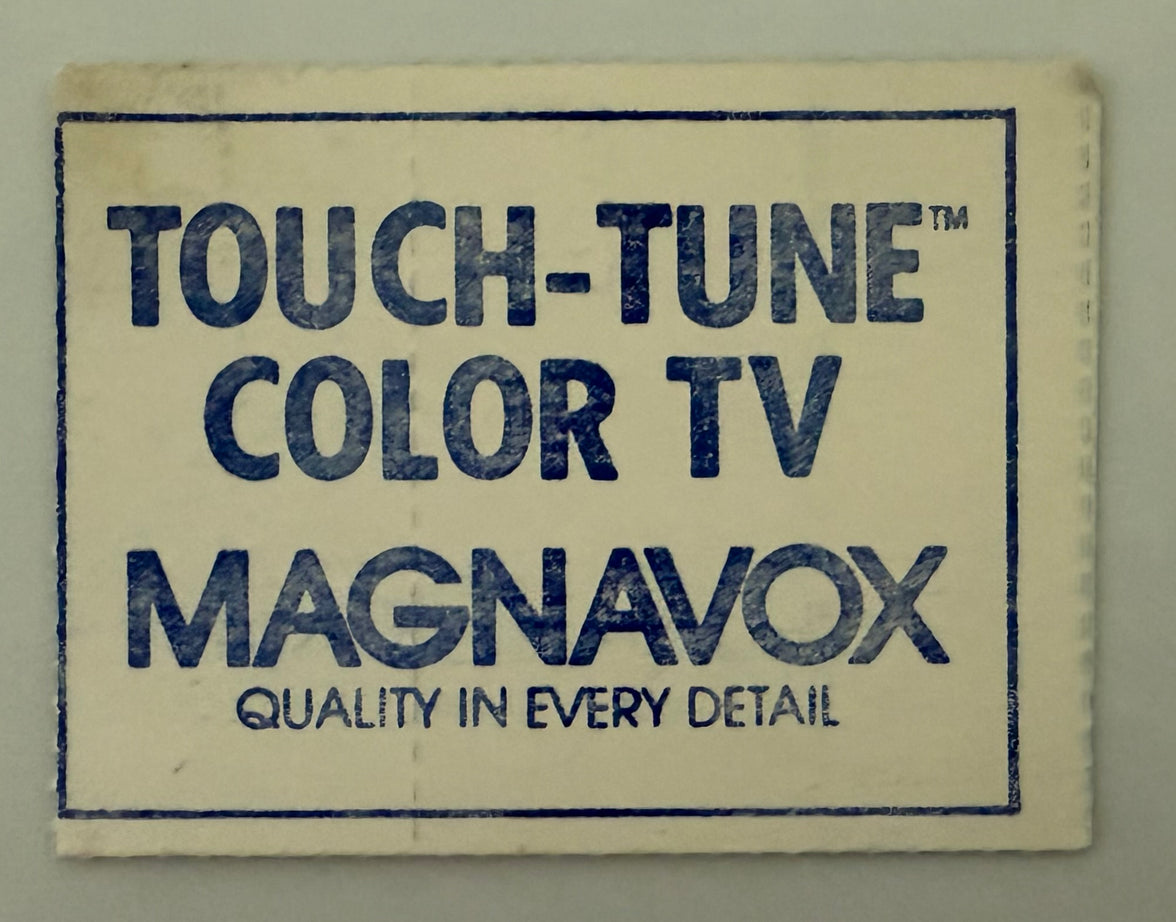 TOUCH-TUNE™
COLOR TV
MAGNAVOX
QUALITY IN EVERY DETAIL